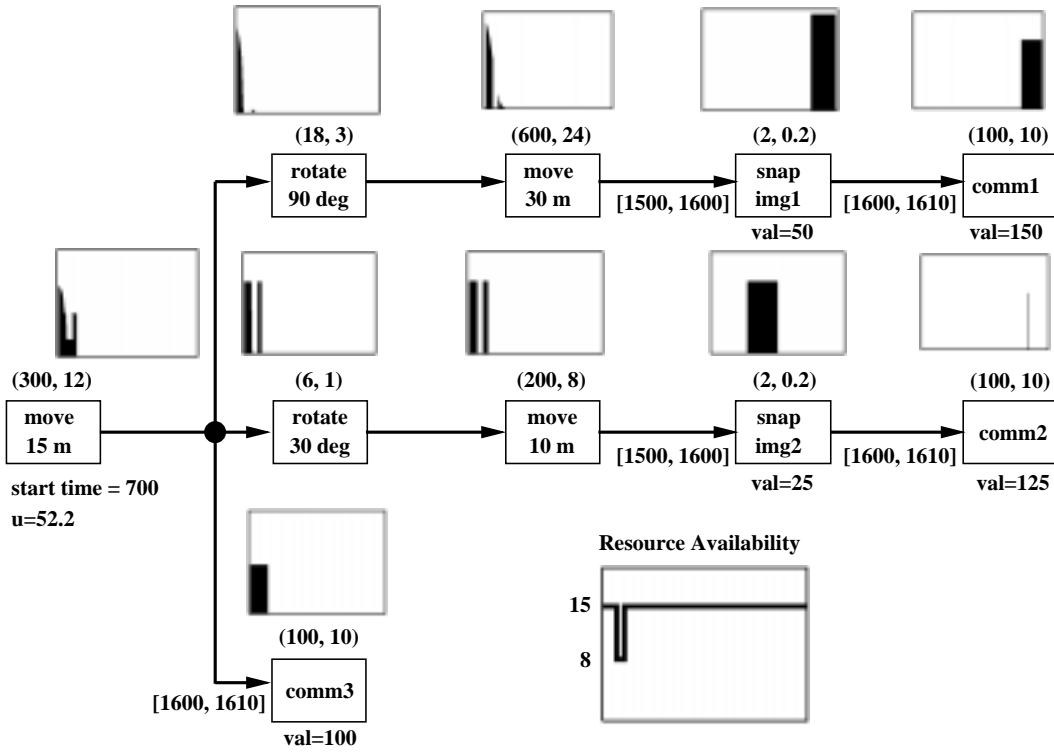 (18, 3)
(600, 24)
(2, 0.2)
(100, 10)
rotate
90 deg
move
30 m
[1500, 1600]
snap
img1
[1600, 1610]
comm1
val=50
val=150
(300, 12)
(6, 1)
(200, 8)
(2, 0.2)
(100, 10)
move
15 m
rotate
30 deg
move
10 m
[1500, 1600]
snap
img2
[1600, 1610]
comm2
start time = 700
u=52.2
val=25
val=125
Resource Availability
15
8
(100, 10)
[1600, 1610]
comm3
val=100